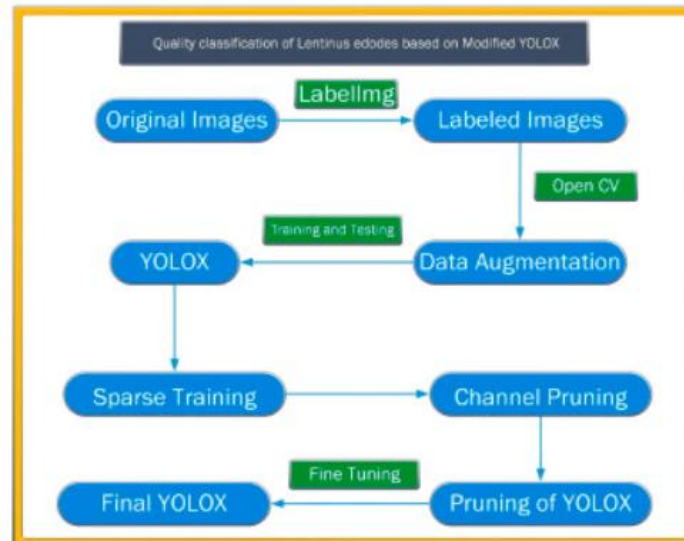 Quality classification of Lentinus edodes based on Modified YOLOX
LabelImg
Original Images
Labeled Images
Open CV
Training and Testing
YOLOX
Data Augmentation
Sparse Training
Channel Pruning
Fine Tuning
Final YOLOX
Pruning of YOLOX